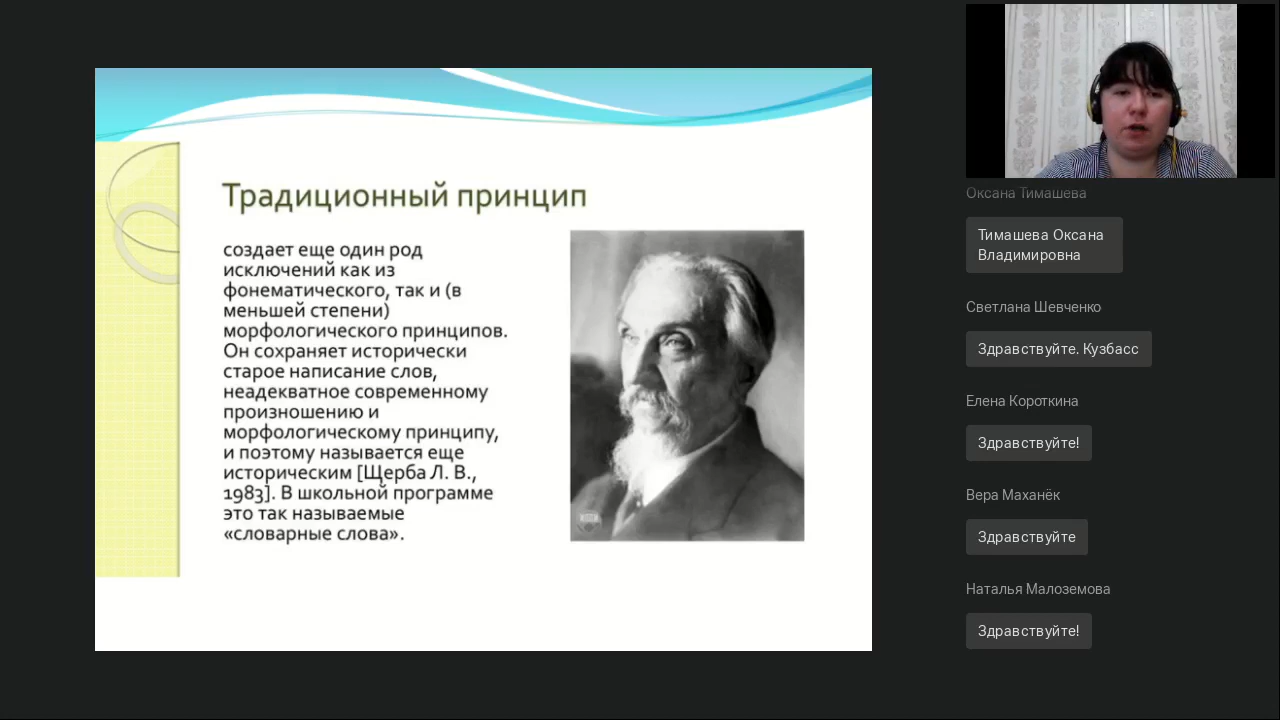 Традиционный принцип
создает еще один род
исключений как из
фонематического, так и (в
меньшей степени)
морфологического принципов.
Он сохраняет исторически
старое написание слов,
неадекватное современному
произношению и
морфологическому принципу,
и поэтому называется еще
историческим [Щерба Л. В.,
1983]. В школьной программе
это так называемые
«словарные слова».
Оксана Тимашева
Тимашева Оксана
Владимировна
Светлана Шевченко
Здравствуйте. Кузбасс
Елена Короткина
Здравствуйте!
Вера Маханёк
Здравствуйте
Наталья Малоземова
Здравствуйте!